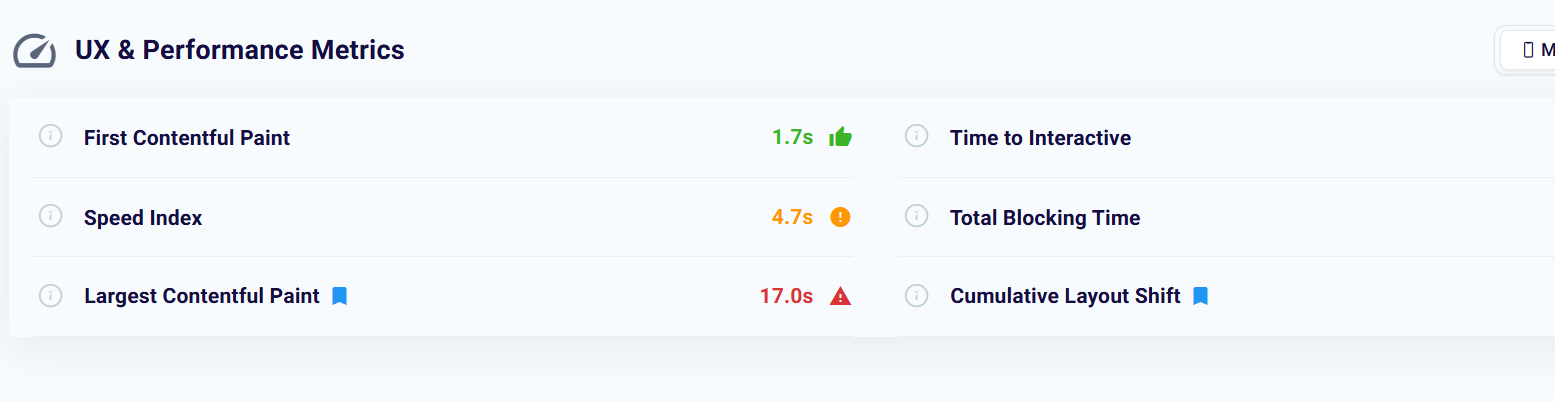 UX & Performance Metrics
M
First Contentful Paint 1.7s
Time to Interactive
Speed Index 4.7s
Total Blocking Time
Largest Contentful Paint 17.0s
Cumulative Layout Shift